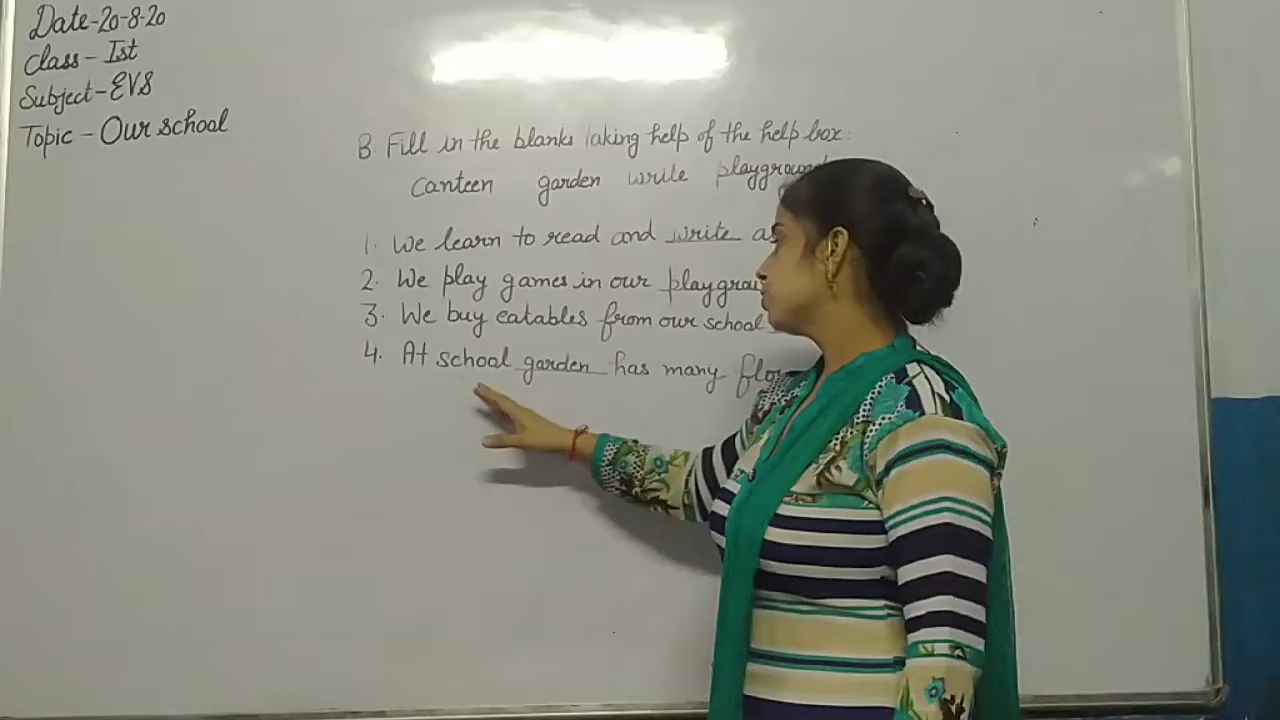 Date-20-8-20
Class- Ist
Subject-EVS
Topic - Our school
B Fill in the blanks taking help of the help box:
Canteen garden write playground
1. We learn to read and write
2. We play games in our
3. We buy eatables from our school
4. At school garden has many